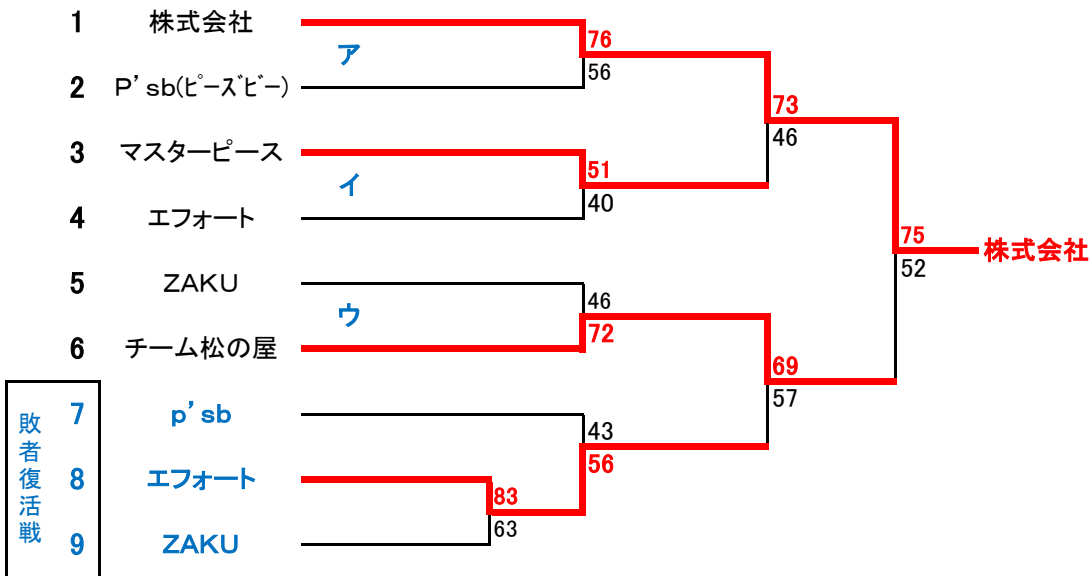 1 株式会社
ア
76
56
2 P’sb(ピーズビー)
73
46
3 マスターピース
イ
51
40
4 エフォート
75
52
株式会社
5 ZAKU
ウ
46
72
6 チーム松の屋
69
57
敗者復活戦
7 p’sb
43
56
8 エフォート
83
63
9 ZAKU